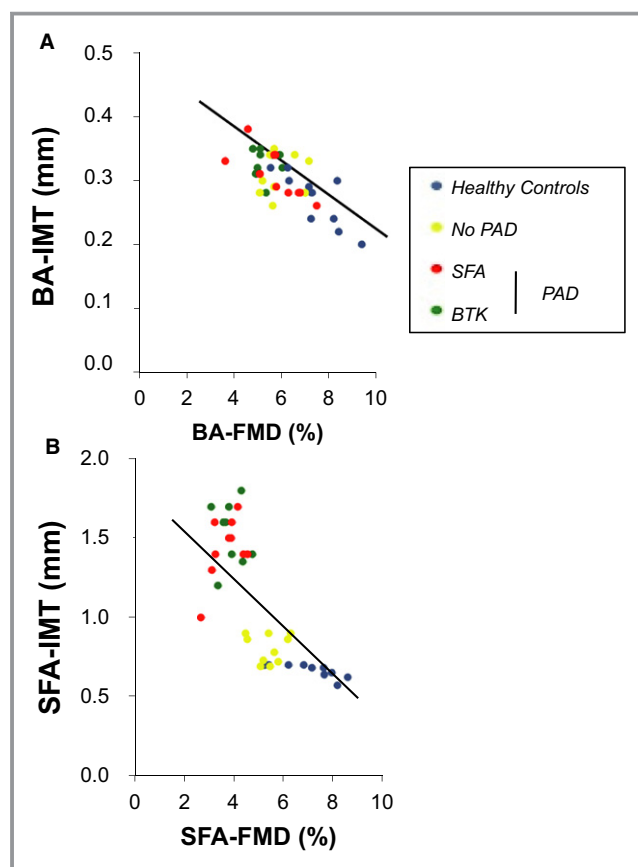 A
BA-IMT (mm)
0.5
0.4
0.3
0.2
0.1
0.0
0 2 4 6 8 10
BA-FMD (%)
Healthy Controls
No PAD
SFA
PAD
BTK
B
SFA-IMT (mm)
2.0
1.5
1.0
0.5
0.0
0 2 4 6 8 10
SFA-FMD (%)